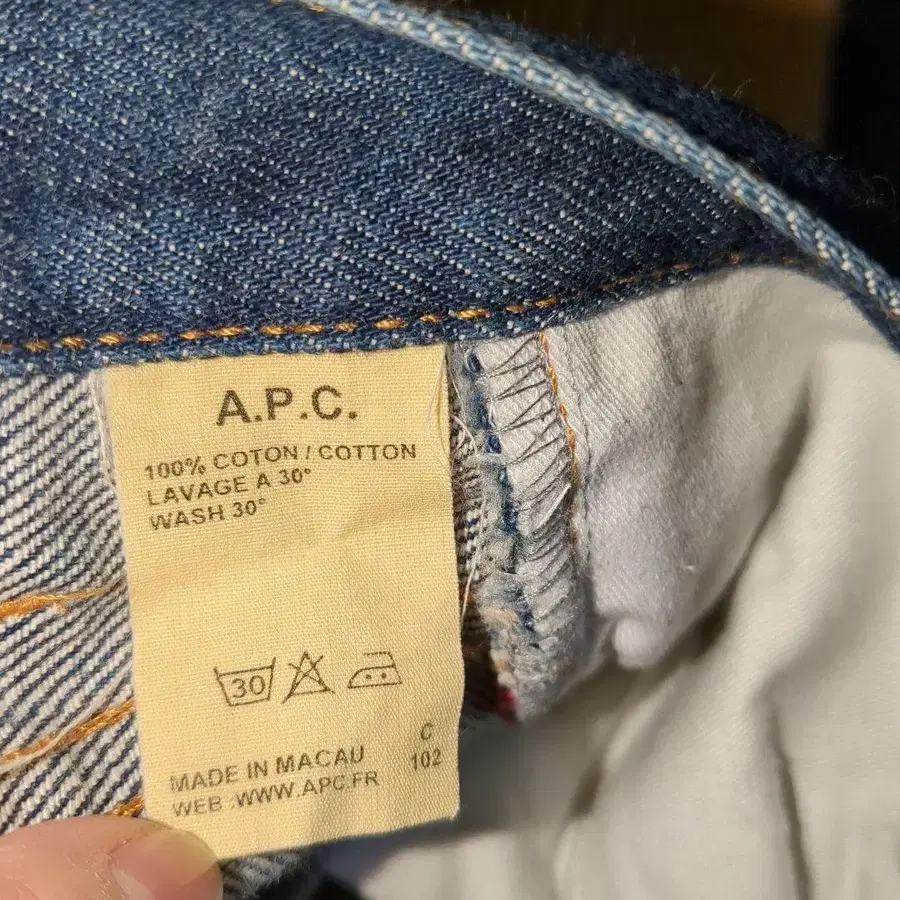 A.P.C.
100% COTON / COTTON
LAVAGE A 30°
WASH 30°
30
C
102
MADE IN MACAU
WEB :WWW.APC.FR